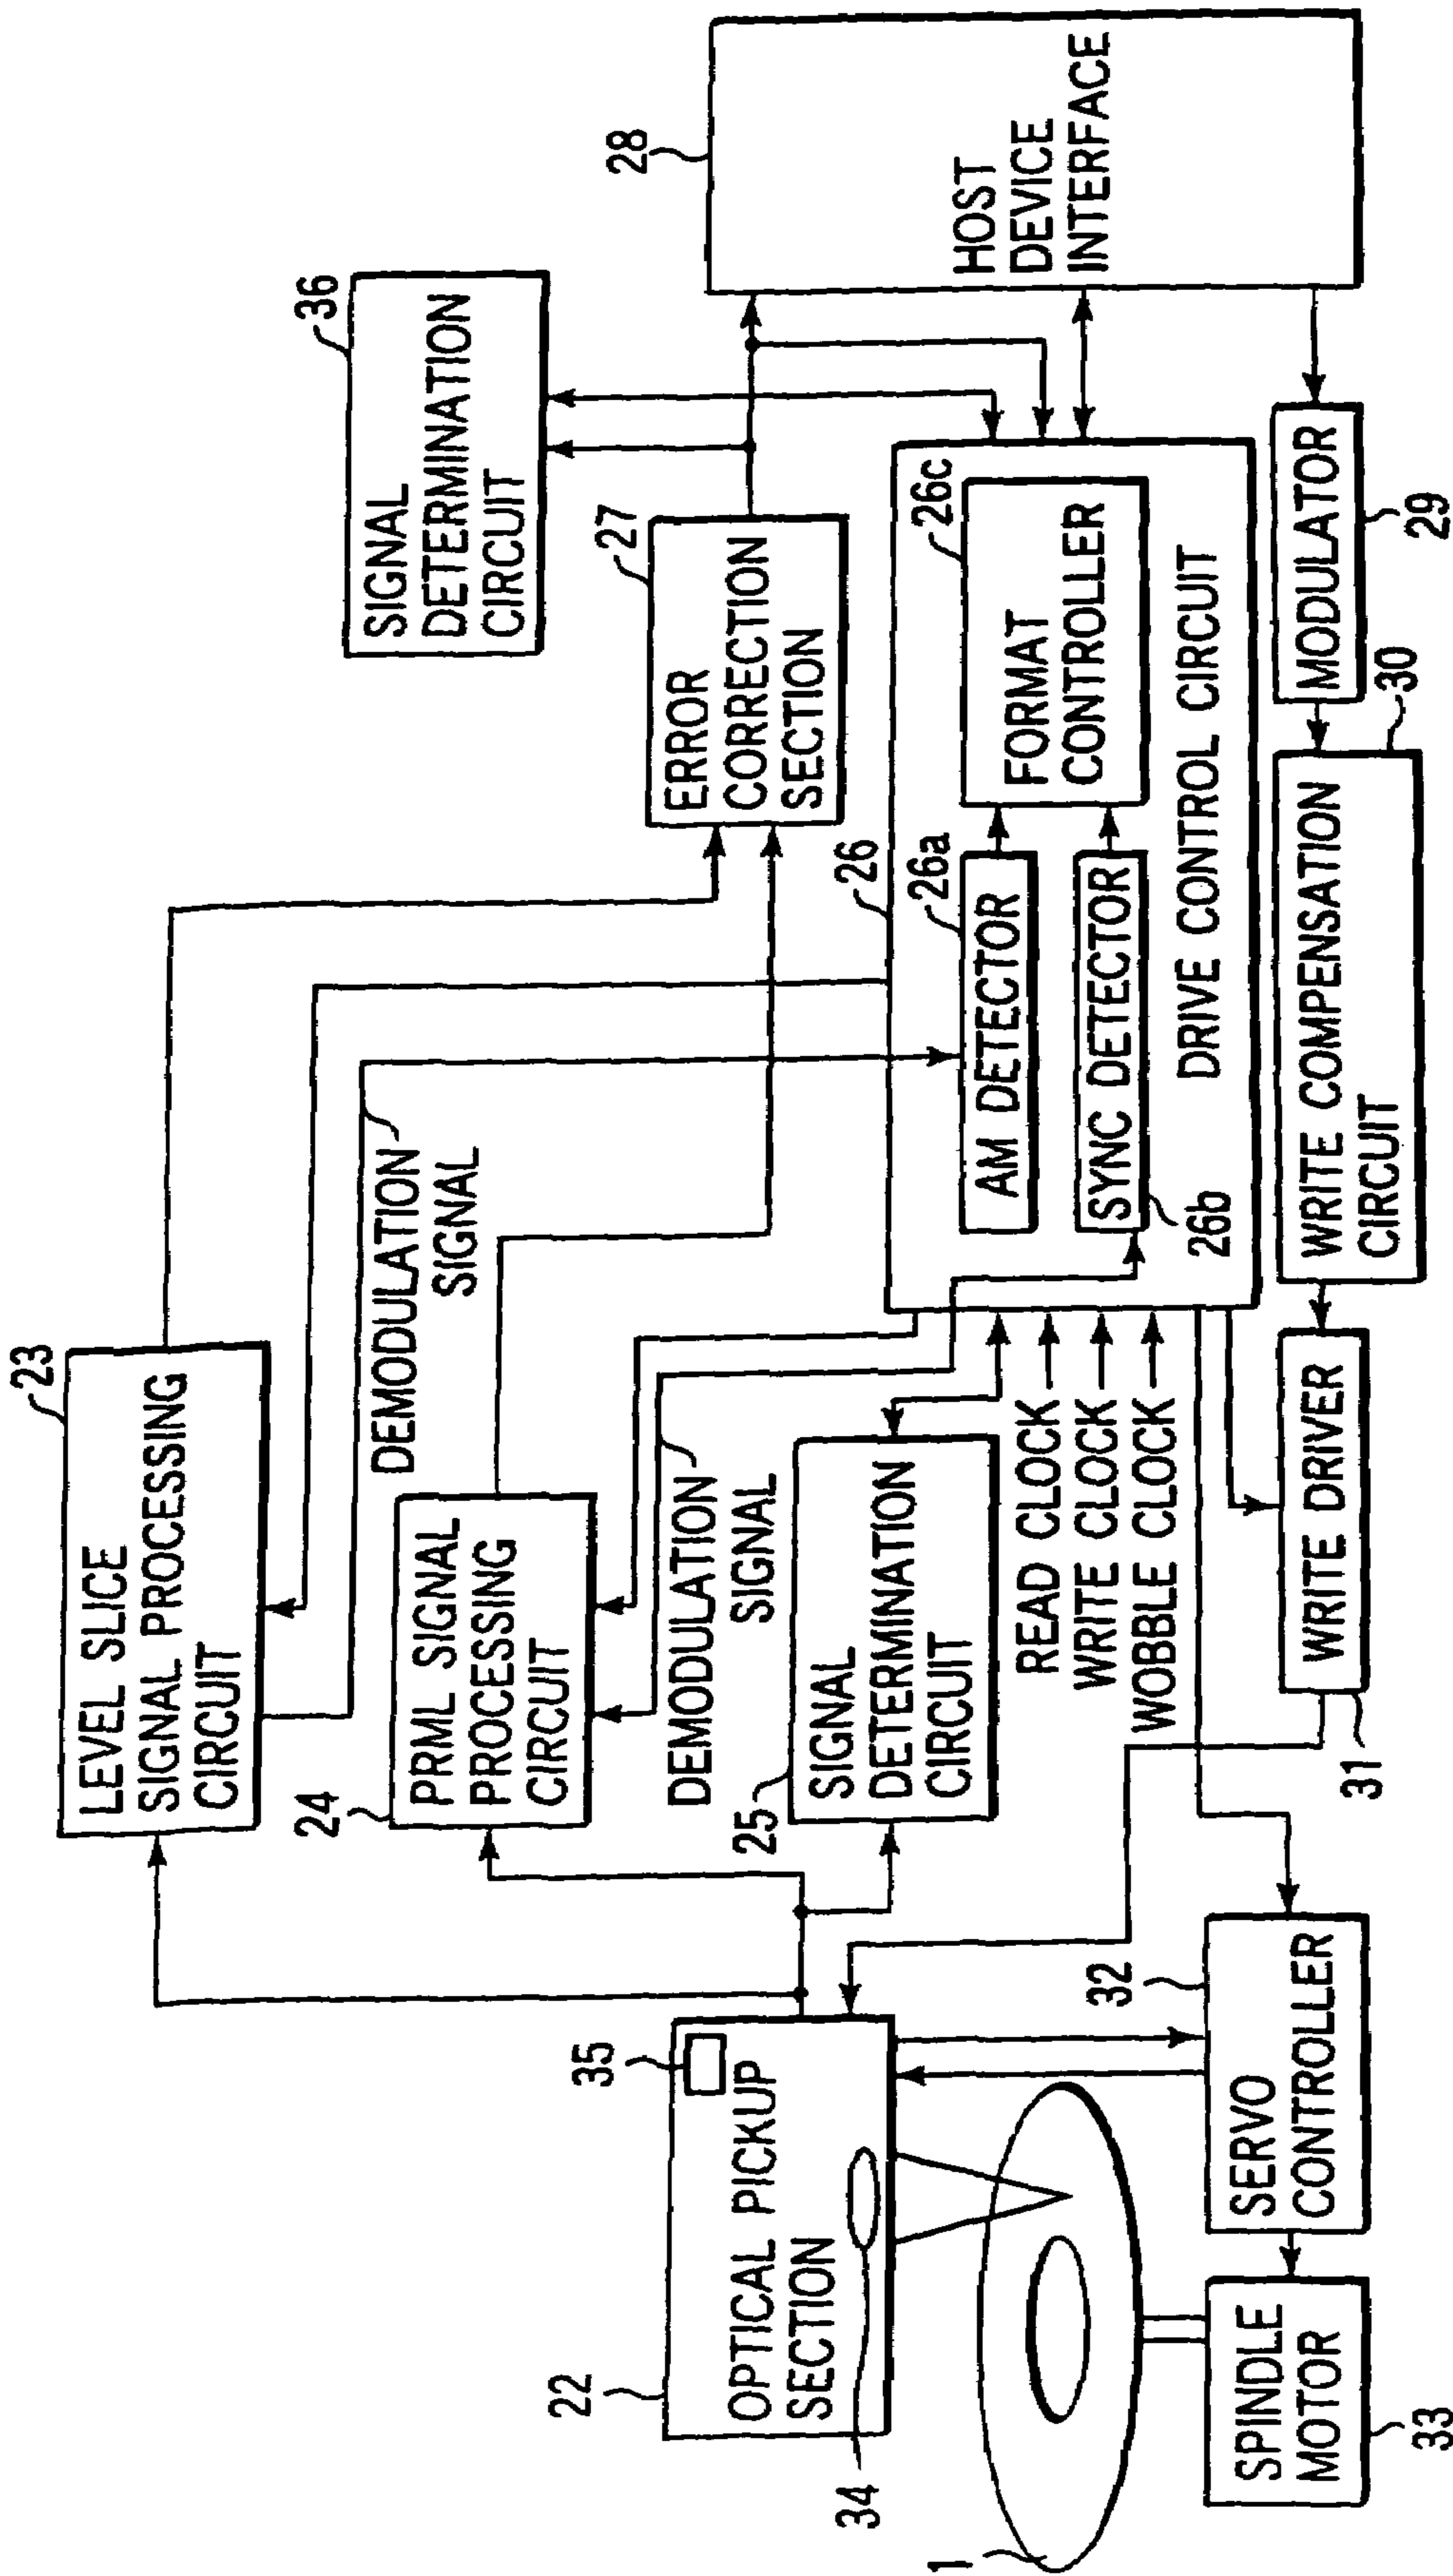 23
LEVEL SLICE
SIGNAL PROCESSING
CIRCUIT
36
SIGNAL
DETERMINATION
CIRCUIT
DEMODULATION
SIGNAL
24
PRML SIGNAL
PROCESSING
CIRCUIT
27
ERROR
CORRECTION
SECTION
28
HOST
DEVICE
INTERFACE
DEMODULATION
SIGNAL
22
35
OPTICAL PICKUP
SECTION
34
25
SIGNAL
DETERMINATION
CIRCUIT
26
26a
AM DETECTOR
26c
FORMAT
CONTROLLER
SYNC DETECTOR
26b
DRIVE CONTROL CIRCUIT
READ CLOCK
WRITE CLOCK
WOBBLE CLOCK
1
32
SERVO
CONTROLLER
SPINDLE
MOTOR
33
WRITE DRIVER
31
WRITE COMPENSATION
CIRCUIT
30
MODULATOR
29